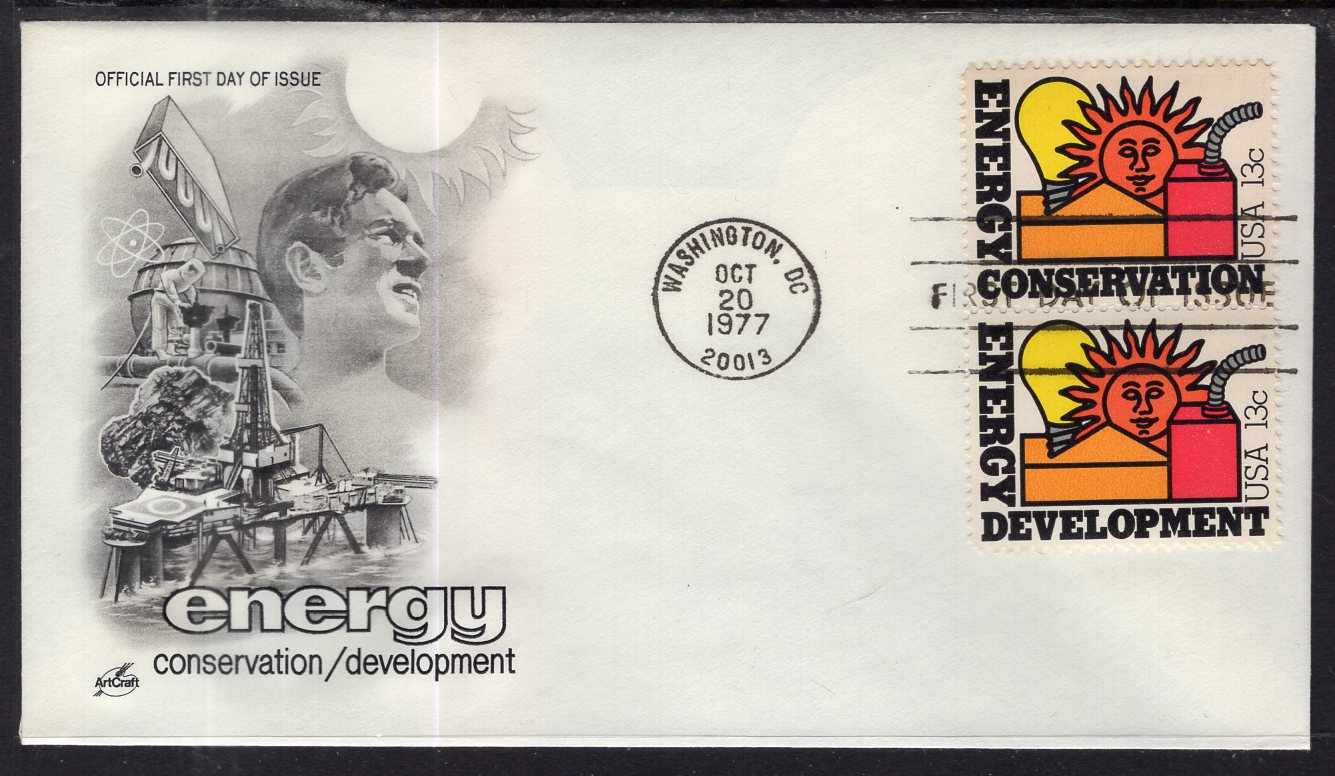 OFFICIAL FIRST DAY OF ISSUE
energy
conservation/development
ArtCraft
WASHINGTON, DC
OCT
20
1977
20013
FIRST DAY OF ISSUE
ENERGY
CONSERVATION
USA 13c
ENERGY
DEVELOPMENT
USA 13c